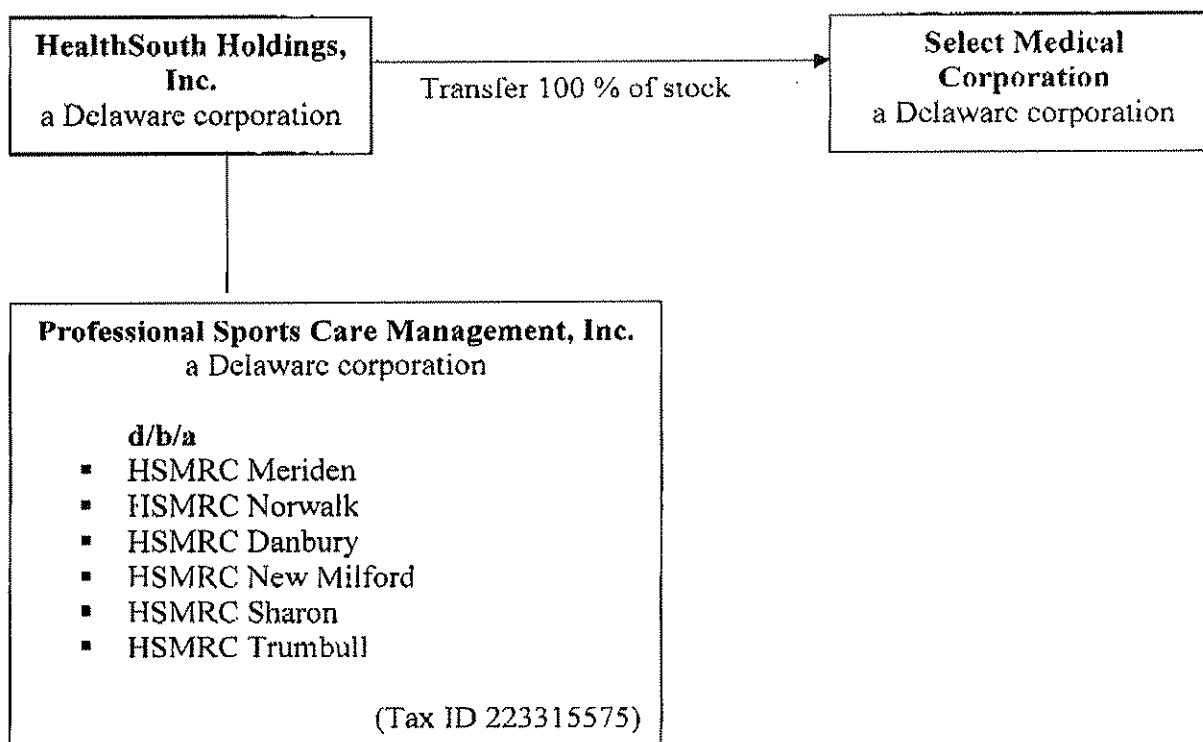 HealthSouth Holdings,
Inc.
a Delaware corporation
Transfer 100 % of stock
Select Medical
Corporation
a Delaware corporation
Professional Sports Care Management, Inc.
a Delaware corporation
d/b/a
▪ HSMRC Meriden
▪ HSMRC Norwalk
▪ HSMRC Danbury
▪ HSMRC New Milford
▪ HSMRC Sharon
▪ HSMRC Trumbull
(Tax ID 223315575)